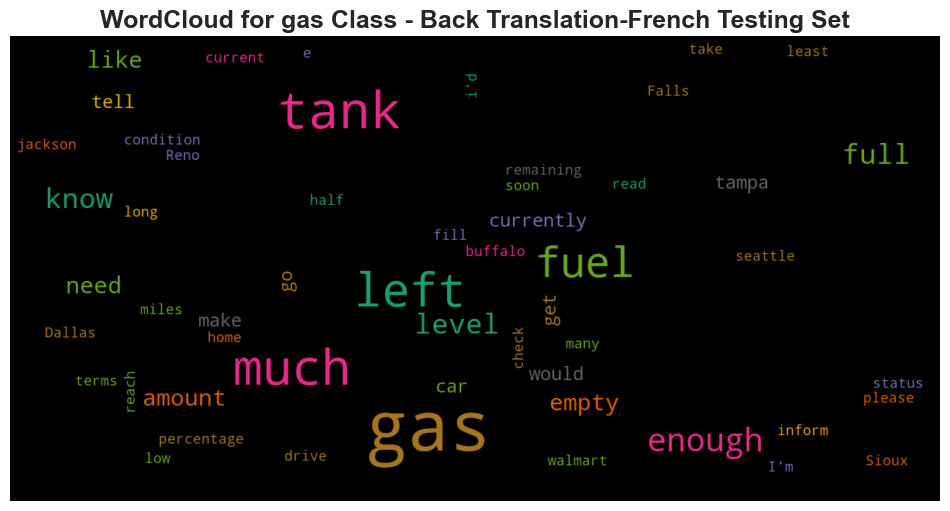 WordCloud for gas Class - Back Translation-French Testing Set
like
current
e
take
least
tell
tank
i'd
Falls
jackson
condition
Reno
full
know
long
half
remaining
soon
read
tampa
currently
fill
buffalo
fuel
seattle
need
go
left
get
miles
make
level
Dallas
home
check
many
much
car
would
terms
reach
amount
empty
status
please
gas
percentage
enough
inform
low
drive
walmart
I'm
Sioux